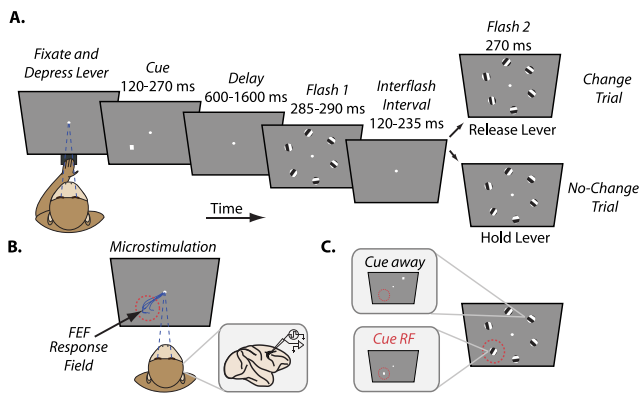 A.
Fixate and
Depress Lever
Cue
120-270 ms
Delay
600-1600 ms
Flash 1
285-290 ms
Interflash
Interval
120-235 ms
Flash 2
270 ms
Release Lever
Change
Trial
Hold Lever
No-Change
Trial
Time
B.
Microstimulation
FEF
Response
Field
C.
Cue away
Cue RF